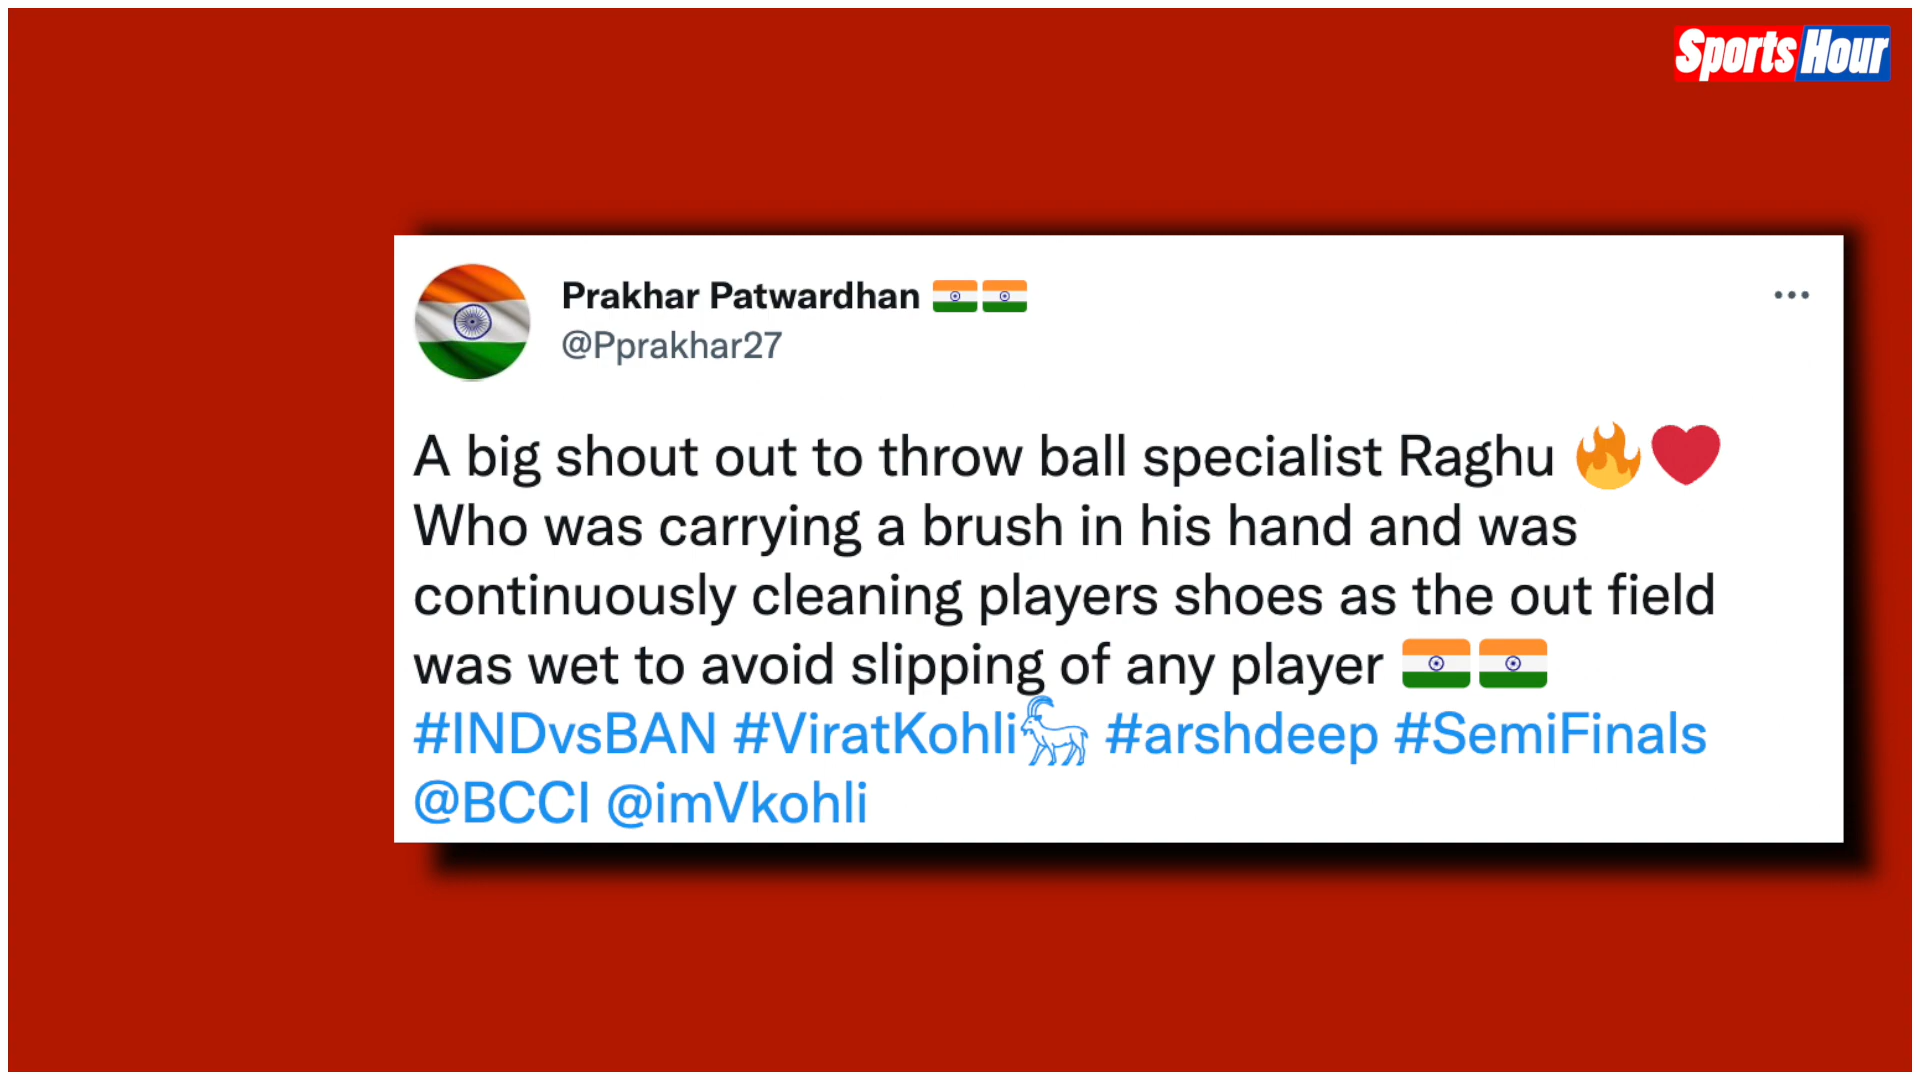 Sports Hour
Prakhar Patwardhan 🇮🇳🇮🇳
@Pprakhar27
A big shout out to throw ball specialist Raghu 🔥❤️
Who was carrying a brush in his hand and was
continuously cleaning players shoes as the out field
was wet to avoid slipping of any player 🇮🇳🇮🇳
#INDvsBAN #ViratKohli🐐 #arshdeep #SemiFinals
@BCCI @imVkohli